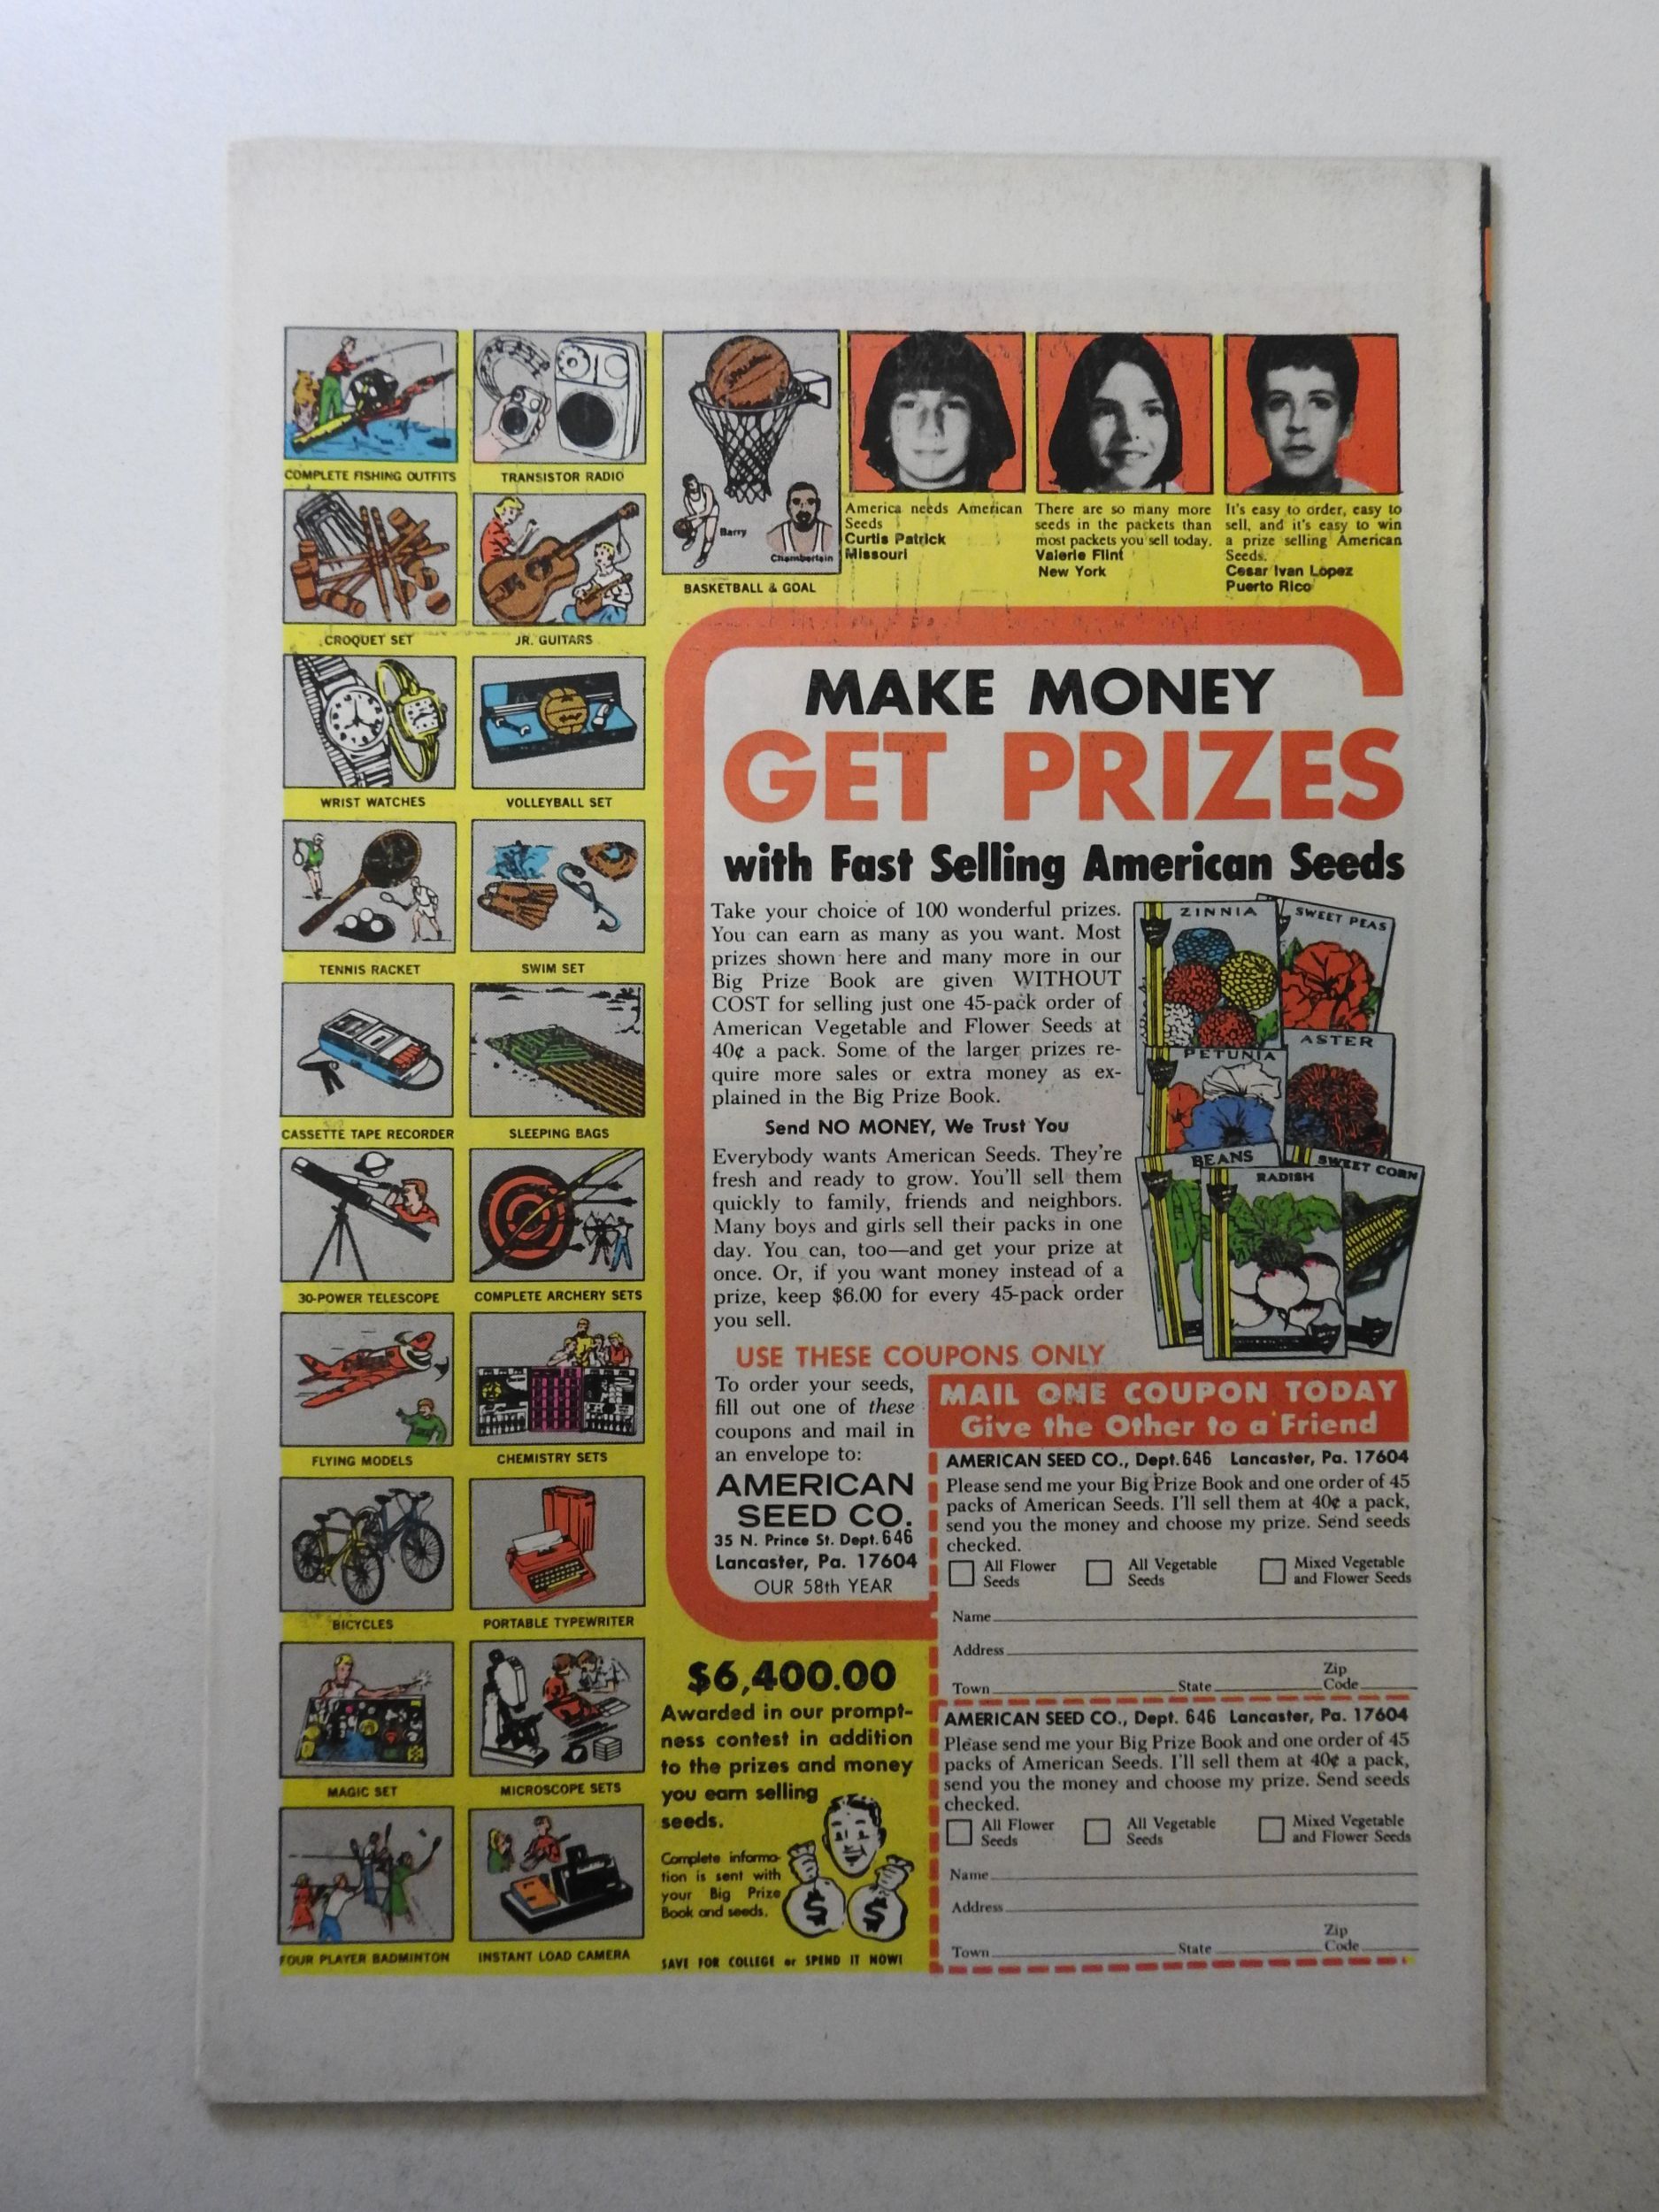 COMPLETE FISHING OUTFITS
TRANSISTOR RADIO
CROQUET SET
JR. GUITARS
WRIST WATCHES
VOLLEYBALL SET
TENNIS RACKET
SWIM SET
CASSETTE TAPE RECORDER
SLEEPING BAGS
30-POWER TELESCOPE
COMPLETE ARCHERY SETS
FLYING MODELS
CHEMISTRY SETS
BICYCLES
PORTABLE TYPEWRITER
MAGIC SET
MICROSCOPE SETS
FOUR PLAYER BADMINTON
INSTANT LOAD CAMERA
SPALDING
Barry
Chamberlain
BASKETBALL & GOAL
America needs American
Seeds
Curtis Patrick
Missouri
There are so many more
seeds in the packets than
most packets you sell today.
Valerie Flint
New York
It's easy to order, easy to
sell, and it's easy to win
a prize selling American
Seeds.
Cesar Ivan Lopez
Puerto Rico
MAKE MONEY
GET PRIZES
with Fast Selling American Seeds
Take your choice of 100 wonderful prizes.
You can earn as many as you want. Most
prizes shown here and many more in our
Big Prize Book are given WITHOUT
COST for selling just one 45-pack order of
American Vegetable and Flower Seeds at
40¢ a pack. Some of the larger prizes re-
quire more sales or extra money as ex-
plained in the Big Prize Book.
Send NO MONEY, We Trust You
Everybody wants American Seeds. They're
fresh and ready to grow. You'll sell them
quickly to family, friends and neighbors.
Many boys and girls sell their packs in one
day. You can, too—and get your prize at
once. Or, if you want money instead of a
prize, keep $6.00 for every 45-pack order
you sell.
ZINNIA
SWEET PEAS
PETUNIA
ASTER
BEANS
RADISH
SWEET CORN
USE THESE COUPONS ONLY
To order your seeds,
fill out one of these
coupons and mail in
an envelope to:
AMERICAN
SEED CO.
35 N. Prince St. Dept. 646
Lancaster, Pa. 17604
OUR 58th YEAR
$6,400.00
Awarded in our prompt-
ness contest in addition
to the prizes and money
you earn selling
seeds.
Complete informa-
tion is sent with
your Big Prize
Book and seeds.
$
$
SAVE FOR COLLEGE or SPEND IT NOW!
MAIL ONE COUPON TODAY
Give the Other to a Friend
AMERICAN SEED CO., Dept. 646 Lancaster, Pa. 17604
Please send me your Big Prize Book and one order of 45
packs of American Seeds. I'll sell them at 40¢ a pack,
send you the money and choose my prize. Send seeds
checked.
All Flower
Seeds
All Vegetable
Seeds
Mixed Vegetable
and Flower Seeds
Name
Address
Town State Zip Code
AMERICAN SEED CO., Dept. 646 Lancaster, Pa. 17604
Please send me your Big Prize Book and one order of 45
packs of American Seeds. I'll sell them at 40¢ a pack,
send you the money and choose my prize. Send seeds
checked.
All Flower
Seeds
All Vegetable
Seeds
Mixed Vegetable
and Flower Seeds
Name
Address
Town State Zip Code